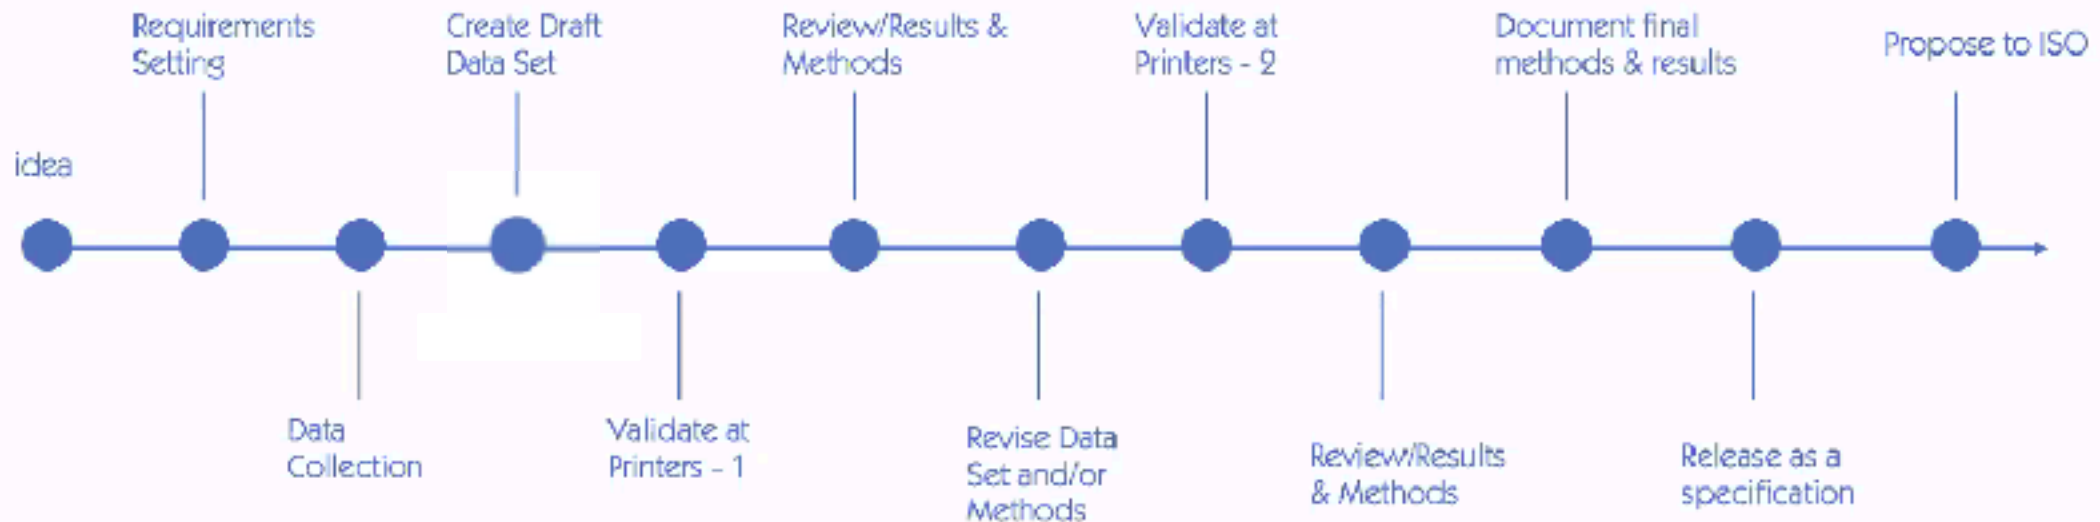 idea
Requirements
Setting
Data
Collection
Create Draft
Data Set
Validate at
Printers - 1
Review/Results &
Methods
Revise Data
Set and/or
Methods
Validate at
Printers - 2
Review/Results
& Methods
Document final
methods & results
Release as a
specification
Propose to ISO